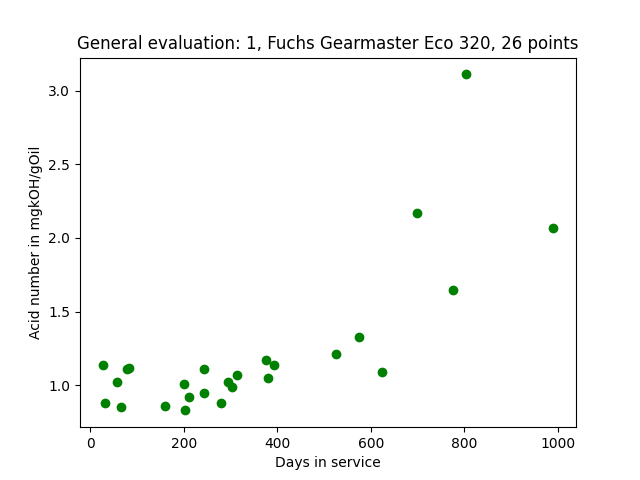 General evaluation: 1, Fuchs Gearmaster Eco 320, 26 points
3.0
2.5
2.0
1.5
1.0
Acid number in mgkOH/gOil
0 200 400 600 800 1000
Days in service